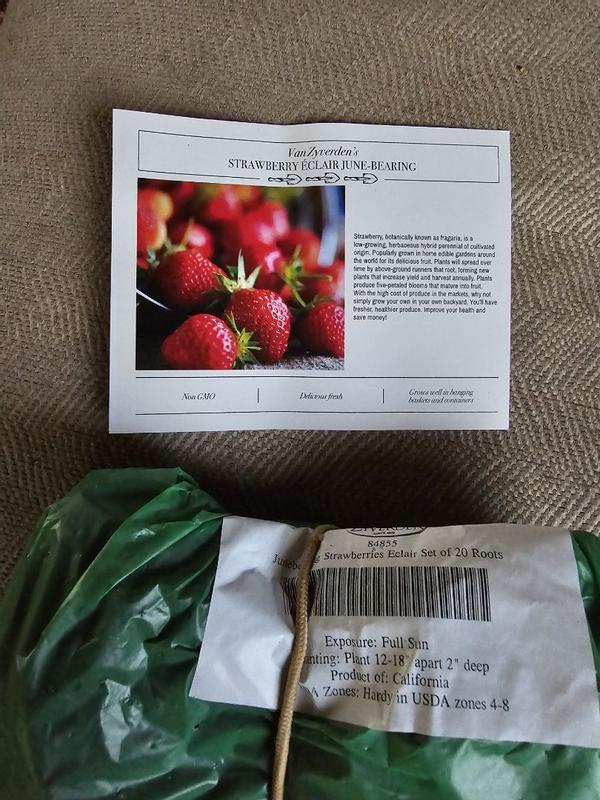 VanZyverden's
STRAWBERRY ÉCLAIR JUNE-BEARING
Strawberry, botanically known as fragaria, is a
low-growing, herbaceous hybrid perennial of cultivated
origin. Popularly grown in home edible gardens around
the world for its delicious fruit. Plants will spread over
time by above-ground runners that root, forming new
plants that increase yield and harvest annually. Plants
produce five-petaled blooms that mature into fruit.
With the high cost of produce in the markets, why not
simply grow your own in your own backyard. You'll have
fresher, healthier produce. Improve your health and
save money!
Non GMO
Delicious fresh
Grows well in hanging
baskets and containers
ZYVERDEN
84855
Junebe g Strawberries Eclair Set of 20 Roots
Exposure: Full Sun
nting: Plant 12-18" apart 2" deep
Product of: California
A Zones: Hardy in USDA zones 4-8